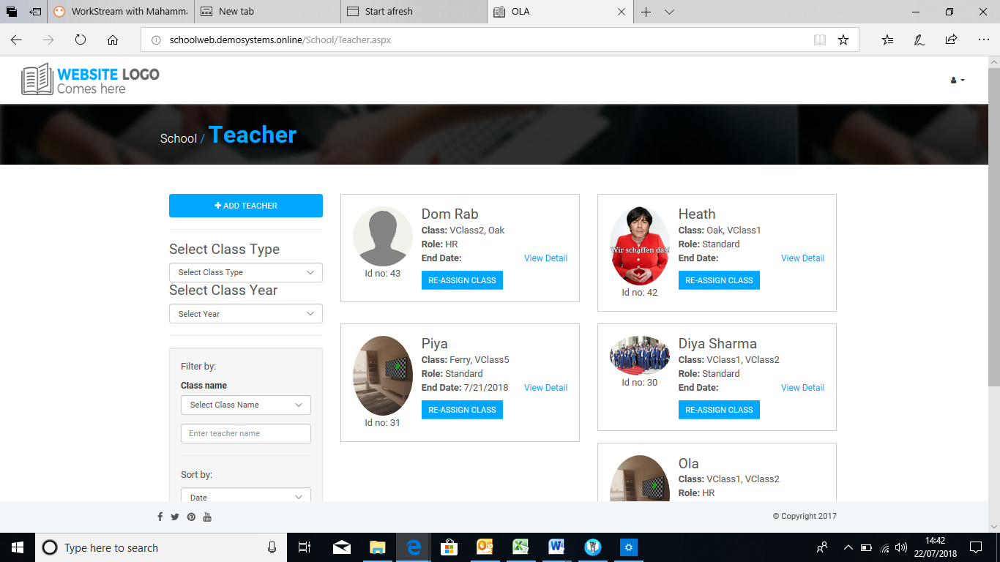 WorkStream with Mahamma
New tab
Start afresh
OLA
schoolweb.demosystems.online/School/Teacher.aspx
WEBSITE LOGO
Comes here
School / Teacher
+ ADD TEACHER
Select Class Type
Select Class Type
Select Class Year
Select Year
Filter by:
Class name
Select Class Name
Enter teacher name
Sort by:
Date
Dom Rab
Class: VClass2, Oak
Role: HR
End Date:
View Detail
Id no: 43
RE-ASSIGN CLASS
Heath
Class: Oak, VClass1
Role: Standard
Wir schaffen das!
End Date:
View Detail
RE-ASSIGN CLASS
Id no: 42
Piya
Class: Ferry, VClass5
Role: Standard
End Date: 7/21/2018
View Detail
RE-ASSIGN CLASS
Id no: 31
Diya Sharma
Class: VClass1, VClass2
Role: Standard
Id no: 30
End Date:
View Detail
RE-ASSIGN CLASS
Ola
Class: VClass1, VClass2
Role: HR
© Copyright 2017
Type here to search
14:42
22/07/2018